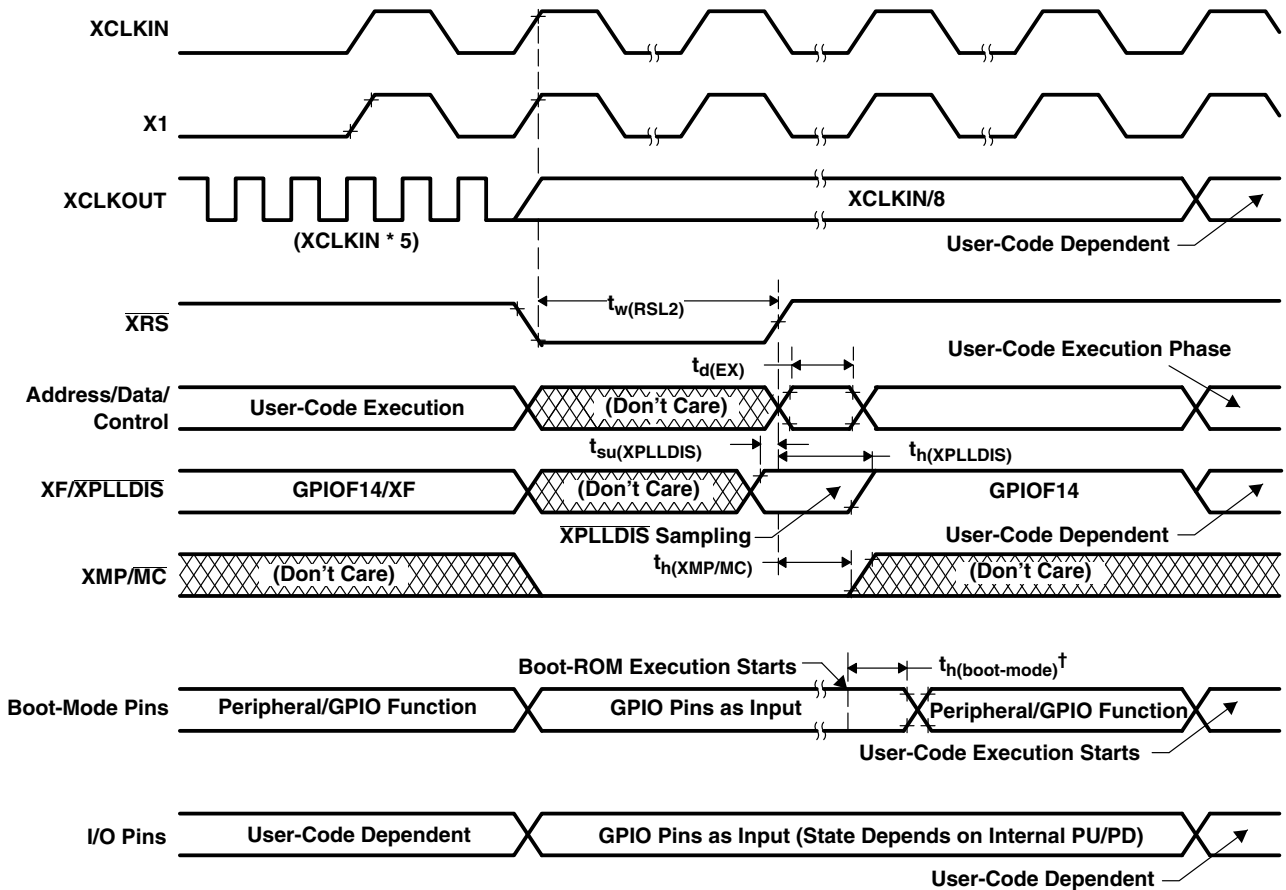 XCLKIN
X1
XCLKOUT
XCLKIN/8
(XCLKIN * 5)
User-Code Dependent
XRS
tw(RSL2)
User-Code Execution Phase
td(EX)
Address/Data/
Control
User-Code Execution
(Don't Care)
tsu(XPLLDIS)
th(XPLLDIS)
XF/XPLLDIS
GPIOF14/XF
(Don't Care)
GPIOF14
XPLLDIS Sampling
User-Code Dependent
th(XMP/MC)
XMP/MC
(Don't Care)
(Don't Care)
Boot-ROM Execution Starts
th(boot-mode)†
Boot-Mode Pins
Peripheral/GPIO Function
GPIO Pins as Input
Peripheral/GPIO Function
User-Code Execution Starts
I/O Pins
User-Code Dependent
GPIO Pins as Input (State Depends on Internal PU/PD)
User-Code Dependent